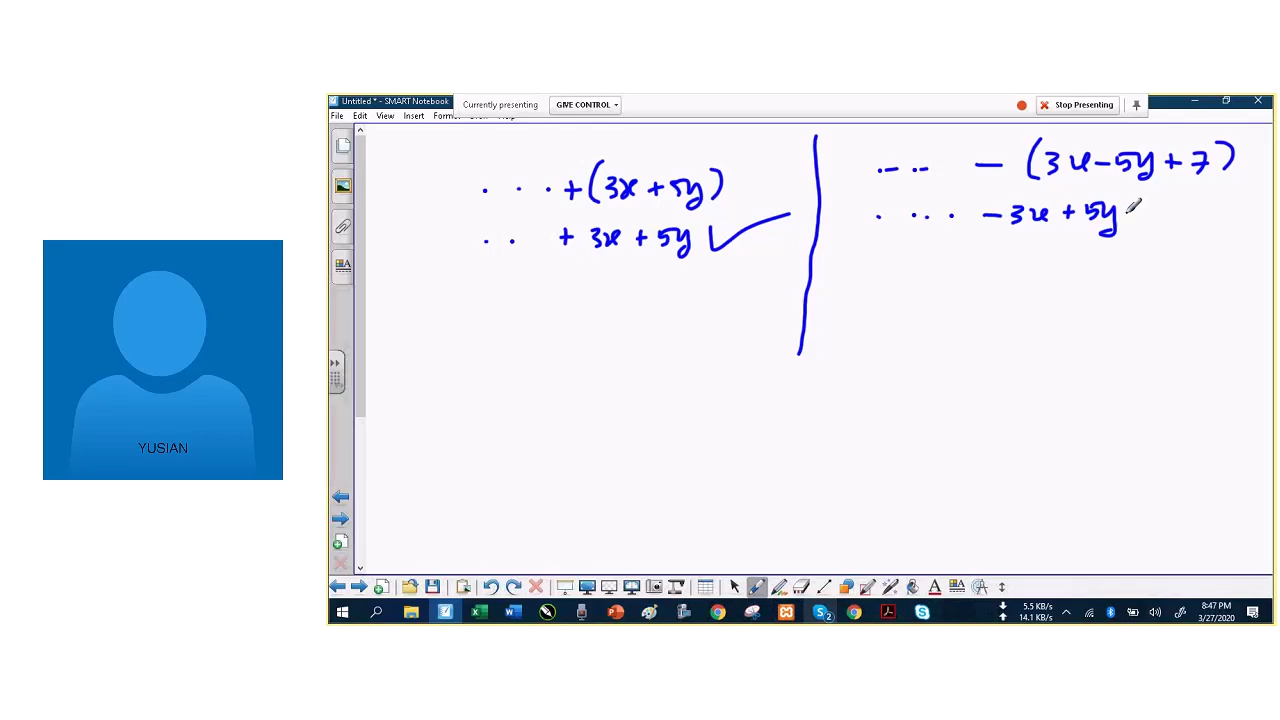 Untitled * - SMART Notebook
Currently presenting
GIVE CONTROL
Stop Presenting
File Edit View Insert
. . . + (3x + 5y)
. . + 3x + 5y ✓
.. .. − (3x − 5y + 7)
. . . . − 3x + 5y
YUSIAN
5.5 KB/s
14.1 KB/s
2
8:47 PM
3/27/2020